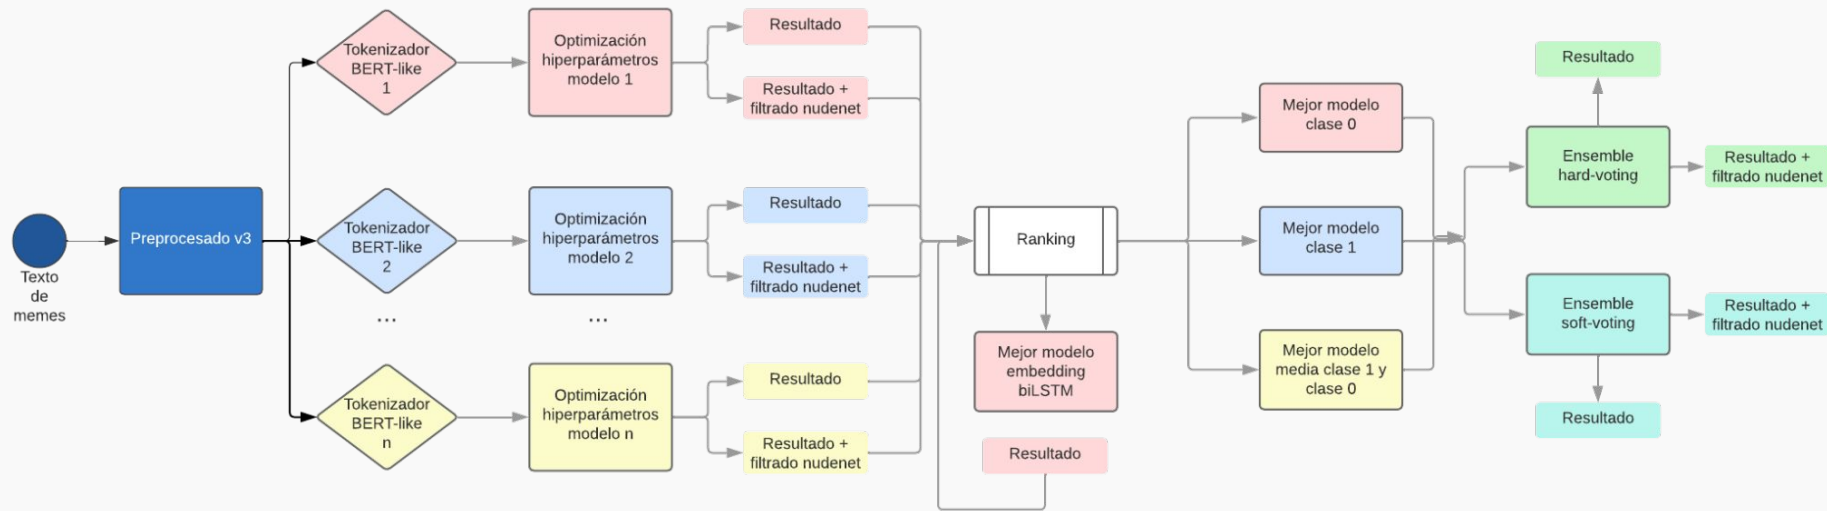 Texto
de
memes
Preprocesado v3
Tokenizador
BERT-like
1
Optimización
hiperparámetros
modelo 1
Resultado
Resultado +
filtrado nudenet
Tokenizador
BERT-like
2
Optimización
hiperparámetros
modelo 2
Resultado
Resultado +
filtrado nudenet
...
...
Tokenizador
BERT-like
n
Optimización
hiperparámetros
modelo n
Resultado
Resultado +
filtrado nudenet
Ranking
Mejor modelo
embedding
biLSTM
Resultado
Mejor modelo
clase 0
Mejor modelo
clase 1
Mejor modelo
media clase 1 y
clase 0
Resultado
Ensemble
hard-voting
Resultado +
filtrado nudenet
Ensemble
soft-voting
Resultado +
filtrado nudenet
Resultado